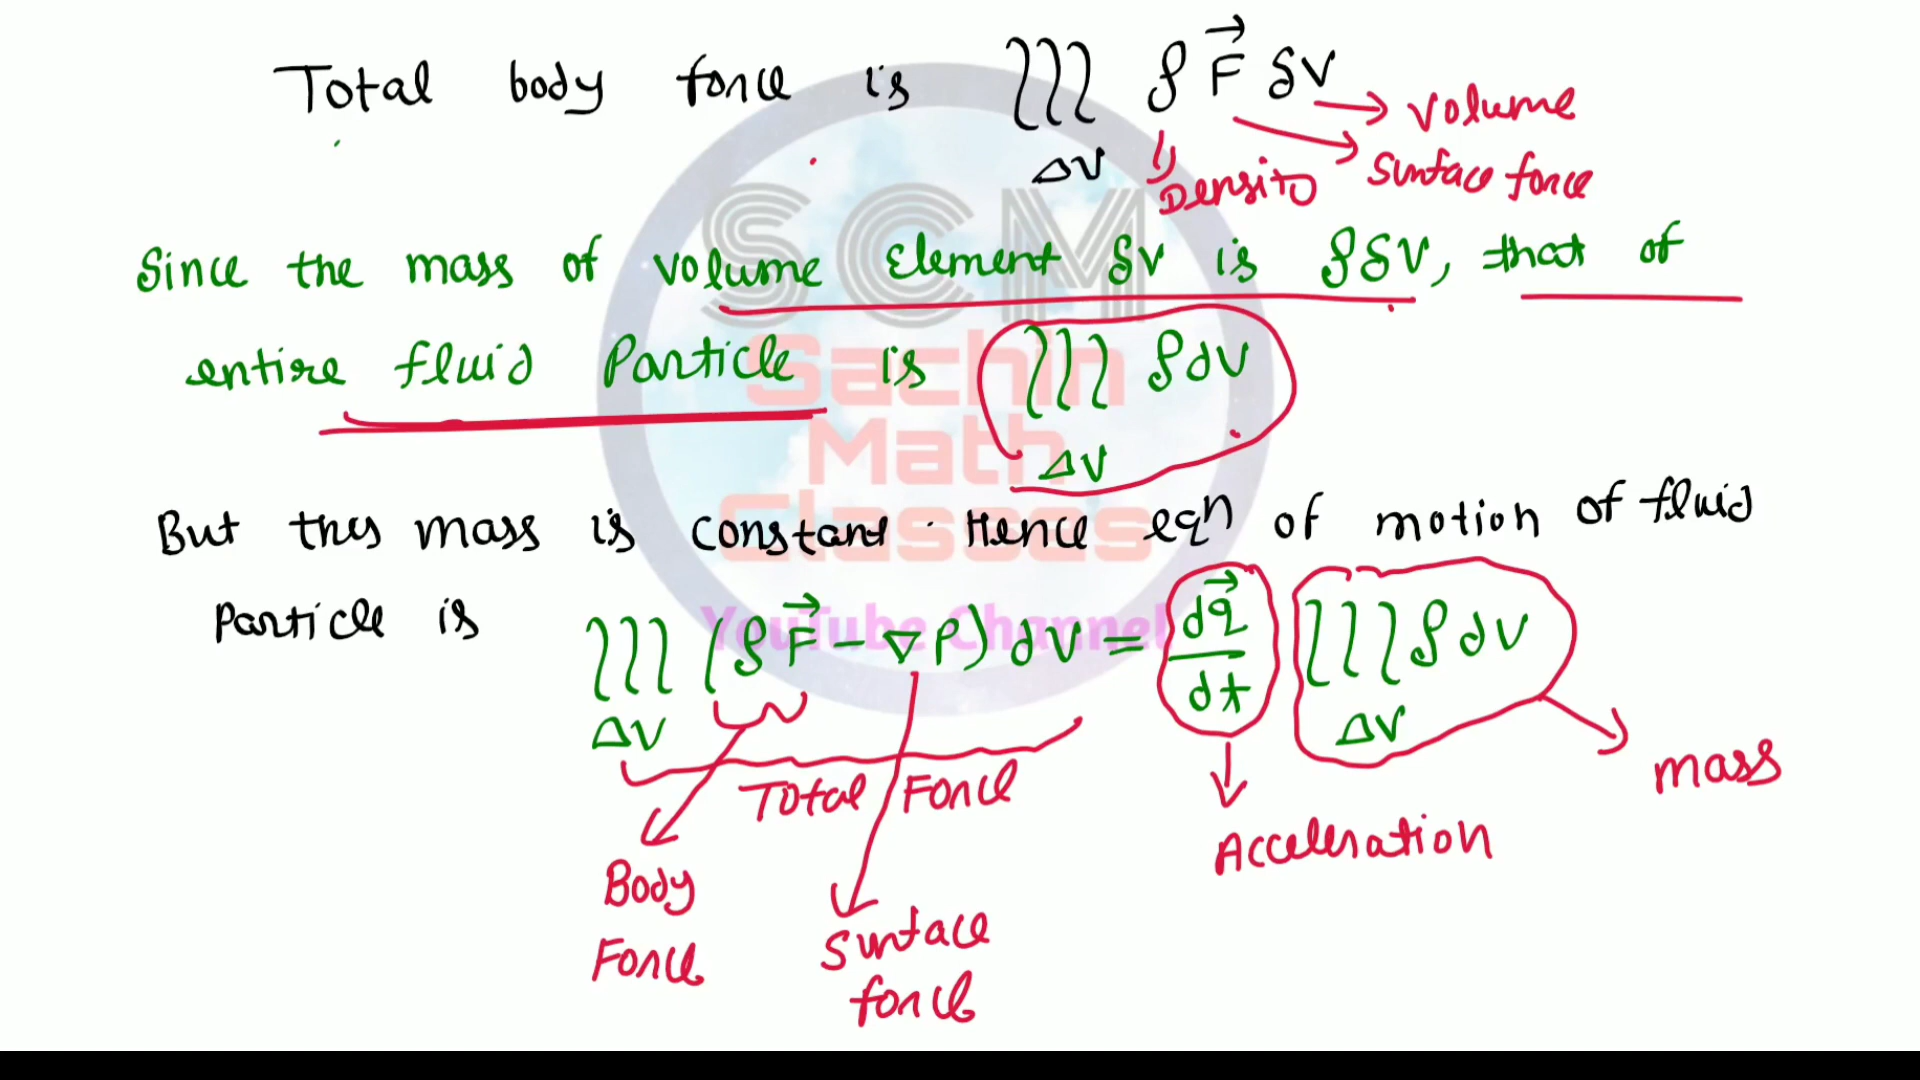 Total body force is ∭ ρ F⃗ δV
→ volume
ΔV
Density
surface force
Since the mass of volume element δv is ρδV, that of
entire fluid Particle is ∭ ρdV
ΔV
But this mass is constant. Hence eqn of motion of fluid
Particle is ∭ (ρF⃗ - ∇P) dV = dq⃗/dt ∭ ρdV
ΔV
ΔV
Total Force
mass
Acceleration
Body
Force
Surface
force
SCM
Sachin
Math
Classes
YouTube Channel